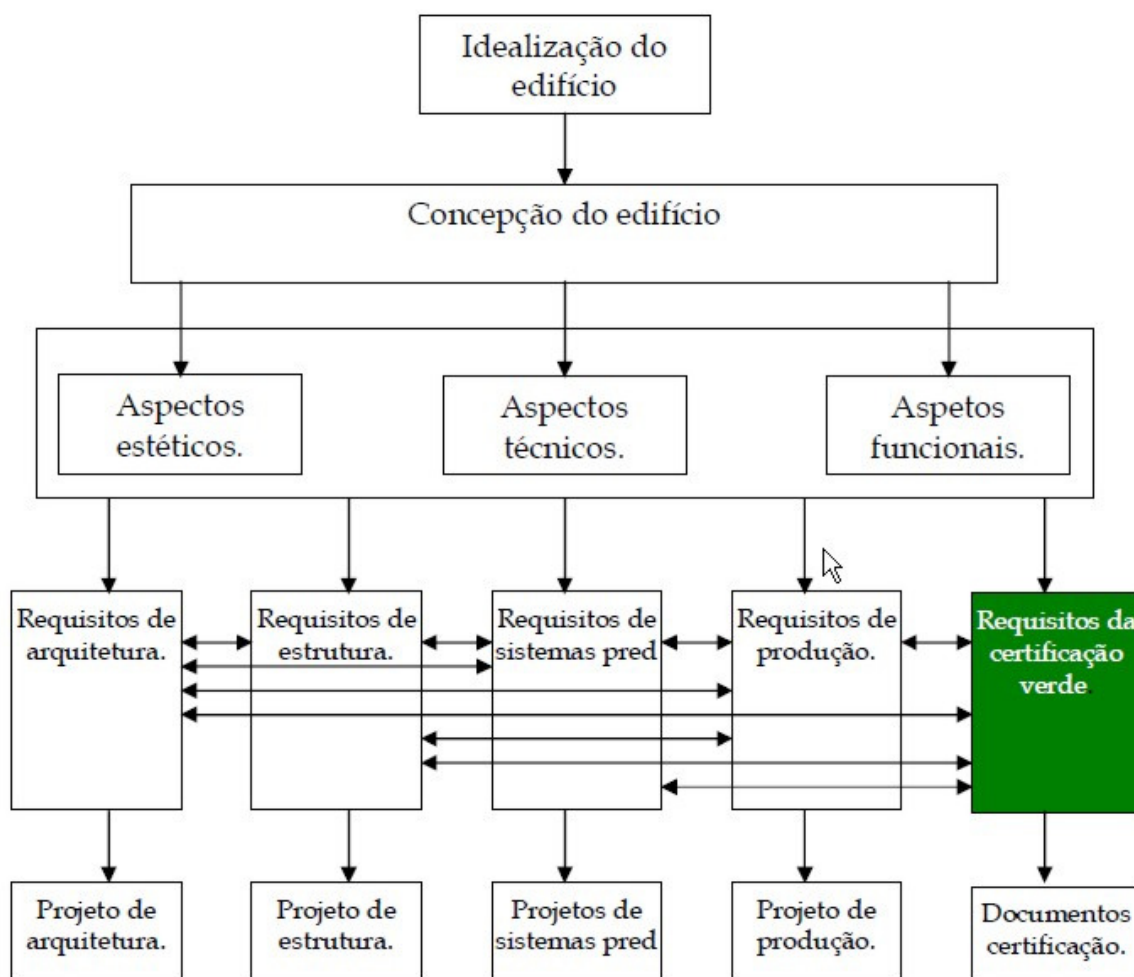 Idealização do
edifício
Concepção do edifício
Aspectos
estéticos.
Aspectos
técnicos.
Aspetos
funcionais.
Requisitos de
arquitetura.
Requisitos de
estrutura.
Requisitos de
sistemas pred
Requisitos de
produção.
Requisitos da
certificação
verde.
Projeto de
arquitetura.
Projeto de
estrutura.
Projetos de
sistemas pred
Projeto de
produção.
Documentos
certificação.